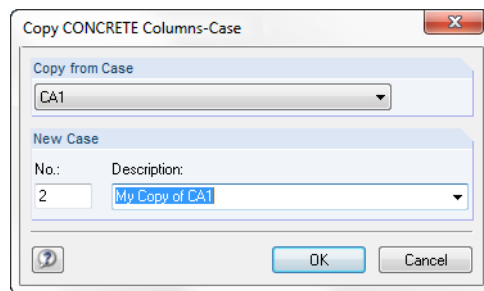 Copy CONCRETE Columns-Case
Copy from Case
CA1
New Case
No.: Description:
2 My Copy of CA1
OK Cancel